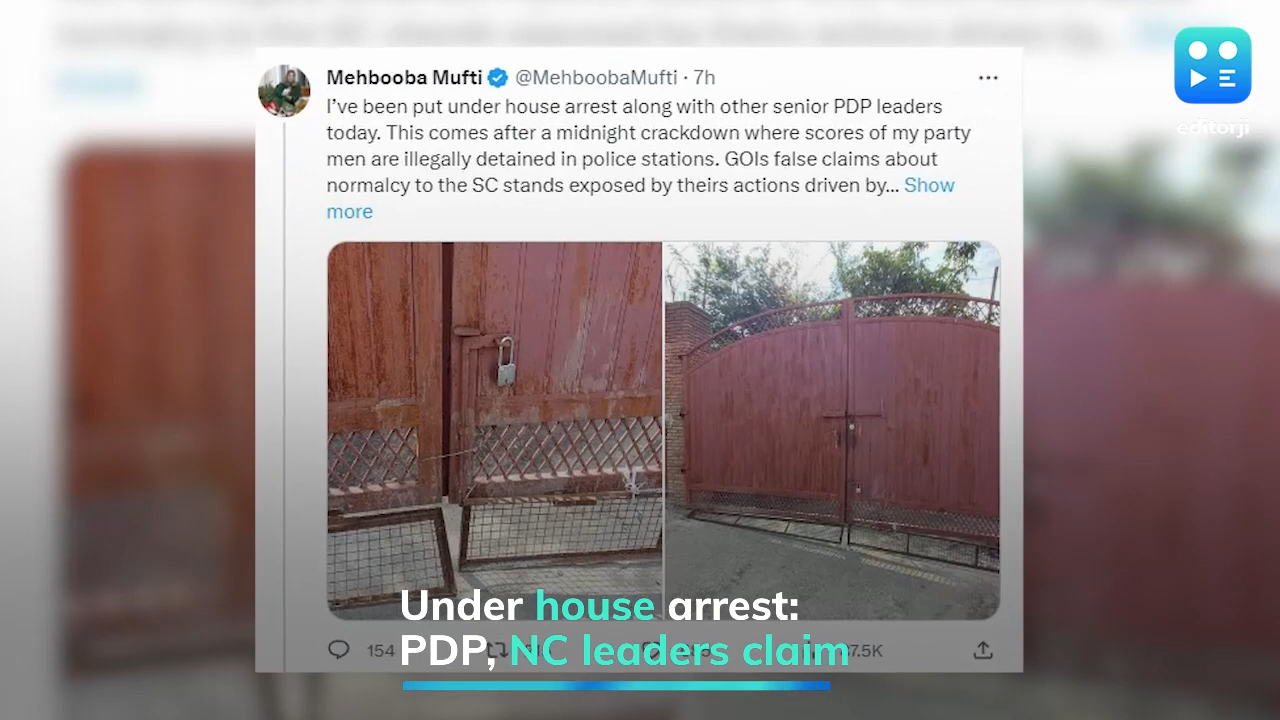 Mehbooba Mufti @MehboobaMufti · 7h
I've been put under house arrest along with other senior PDP leaders
today. This comes after a midnight crackdown where scores of my party
men are illegally detained in police stations. GOIs false claims about
normalcy to the SC stands exposed by theirs actions driven by... Show
more
editorji
Under house arrest:
PDP, NC leaders claim
154